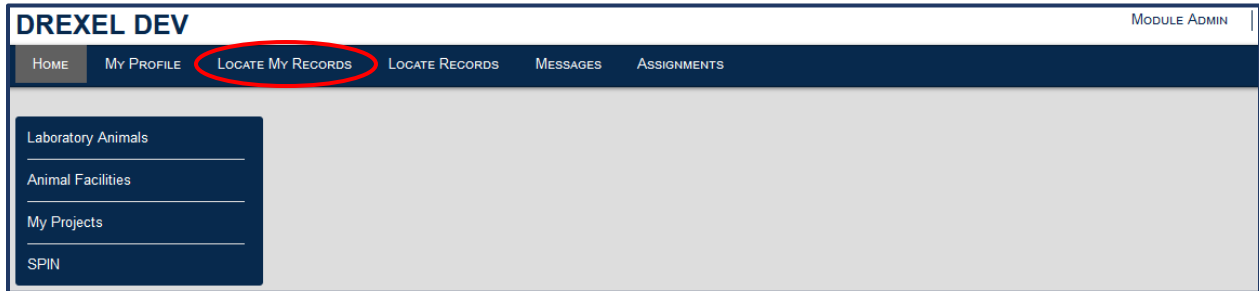 DREXEL DEV
Module Admin
Home My Profile Locate My Records Locate Records Messages Assignments
Laboratory Animals
Animal Facilities
My Projects
SPIN